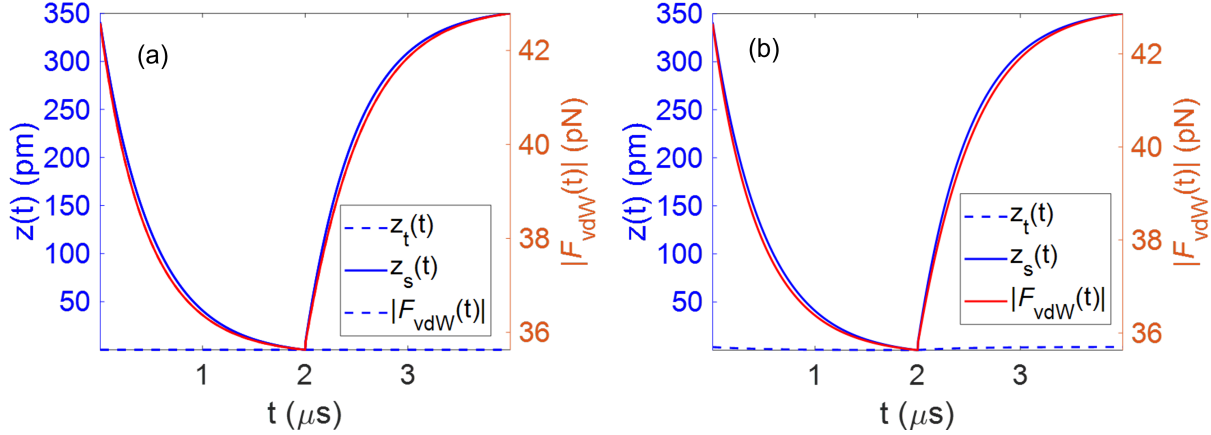 (a)
350
300
250
200
150
100
50
z(t) (pm)
42
40
38
36
|F_vdW(t)| (pN)
z_t(t)
z_s(t)
|F_vdW(t)|
1
2
3
t (μs)
(b)
350
300
250
200
150
100
50
z(t) (pm)
42
40
38
36
|F_vdW(t)| (pN)
z_t(t)
z_s(t)
|F_vdW(t)|
1
2
3
t (μs)